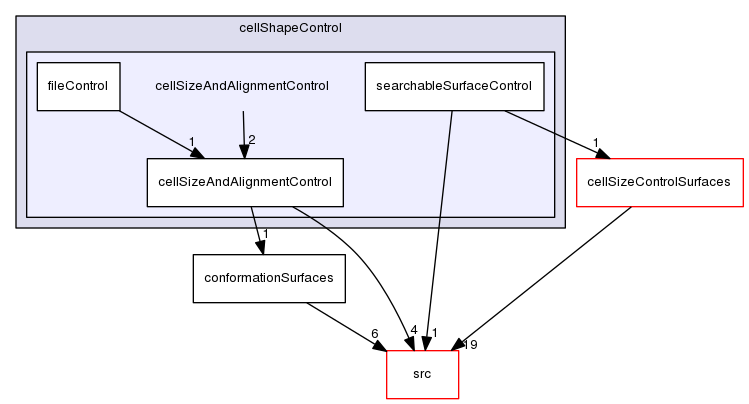 cellShapeControl
fileControl
cellSizeAndAlignmentControl
searchableSurfaceControl
1
2
1
cellSizeAndAlignmentControl
cellSizeControlSurfaces
1
conformationSurfaces
6
4
1
19
src